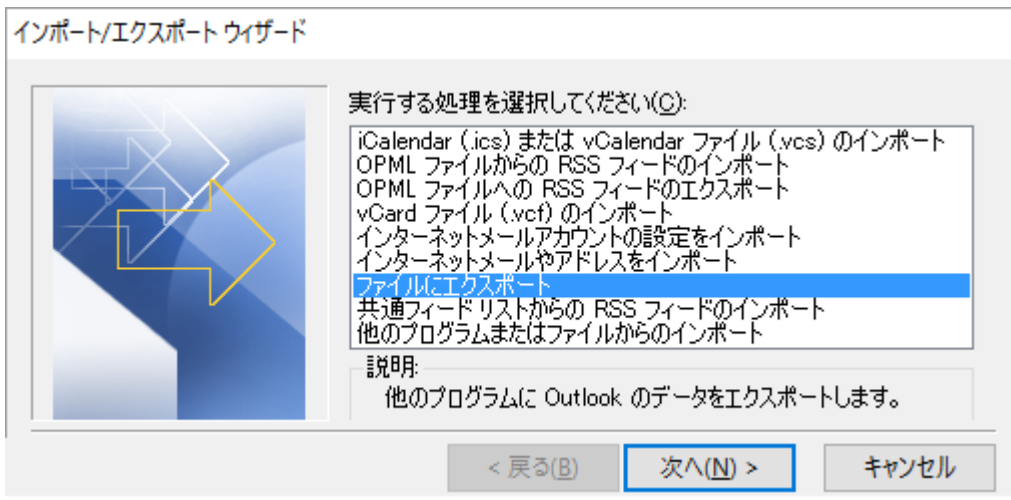 インポート/エクスポート ウィザード
実行する処理を選択してください(C):
iCalendar (.ics) または vCalendar ファイル (.vcs) のインポート
OPML ファイルからの RSS フィードのインポート
OPML ファイルへの RSS フィードのエクスポート
vCard ファイル (.vcf) のインポート
インターネットメールアカウントの設定をインポート
インターネットメールやアドレスをインポート
ファイルにエクスポート
共通フィード リストからの RSS フィードのインポート
他のプログラムまたはファイルからのインポート
説明:
他のプログラムに Outlook のデータをエクスポートします。
< 戻る(B)
次へ(N) >
キャンセル